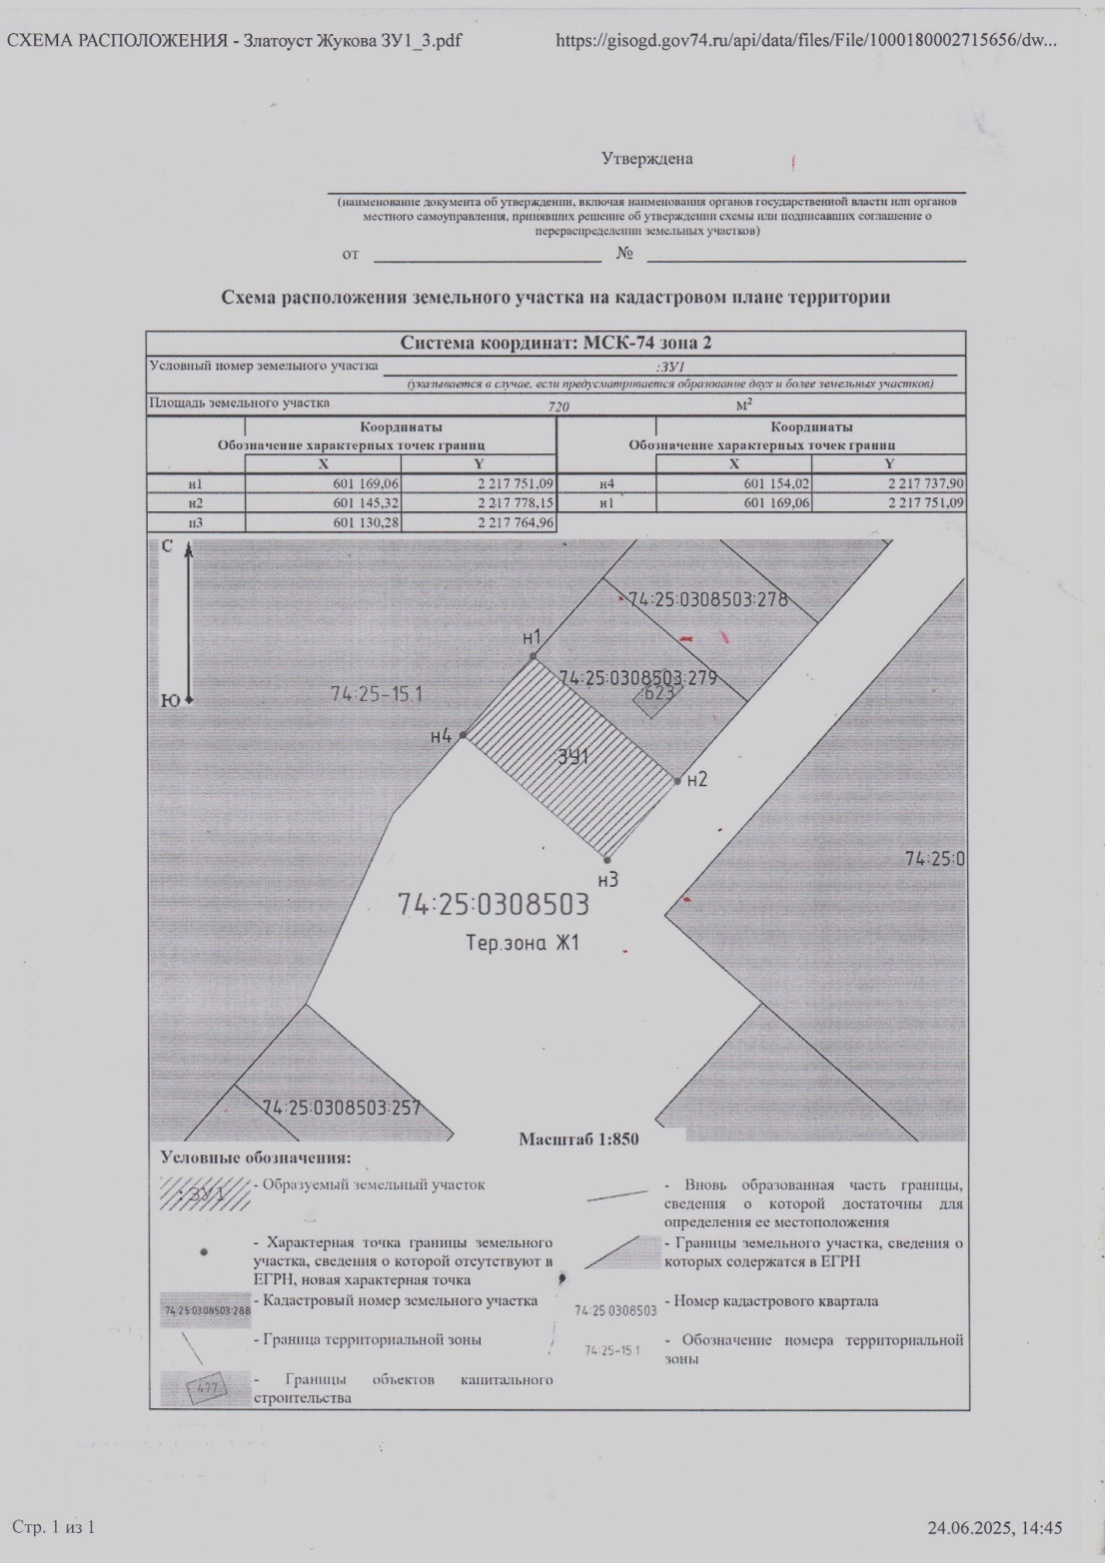 СХЕМА РАСПОЛОЖЕНИЯ - Златоуст Жукова ЗУ1_3.pdf https://gisogd.gov74.ru/api/data/files/File/1000180002715656/dw...
Утверждена
(наименование документа об утверждении, включая наименования органов государственной власти или органов
местного самоуправления, принявших решение об утверждении схемы или подписавших соглашение о
перераспределении земельных участков)
от №
Схема расположения земельного участка на кадастровом плане территории
Система координат: МСК-74 зона 2
Условный номер земельного участка :ЗУ1
(указывается в случае, если предусматривается образование двух и более земельных участков)
Площадь земельного участка 720 м²
Координаты Координаты
Обозначение характерных точек границ Обозначение характерных точек границ
X Y X Y
н1 601 169,06 2 217 751,09 н4 601 154,02 2 217 737,90
н2 601 145,32 2 217 778,15 н1 601 169,06 2 217 751,09
н3 601 130,28 2 217 764,96
С
74:25:0308503:278
н1
74:25:0308503:279
:623
74:25-15.1
Ю
н4
:ЗУ1
н2
74:25:0
н3
74:25:0308503
Тер.зона Ж1
74:25:0308503:257
Масштаб 1:850
Условные обозначения:
:ЗУ1 - Образуемый земельный участок
- Вновь образованная часть границы,
сведения о которой достаточны для
определения ее местоположения
- Характерная точка границы земельного
участка, сведения о которой отсутствуют в
ЕГРН, новая характерная точка
- Границы земельного участка, сведения о
которых содержатся в ЕГРН
74:25:0308503:288 - Кадастровый номер земельного участка
74:25:0308503 - Номер кадастрового квартала
- Граница территориальной зоны
74:25-15.1 - Обозначение номера территориальной
зоны
:477 - Границы объектов капитального
строительства
Стр. 1 из 1 24.06.2025, 14:45